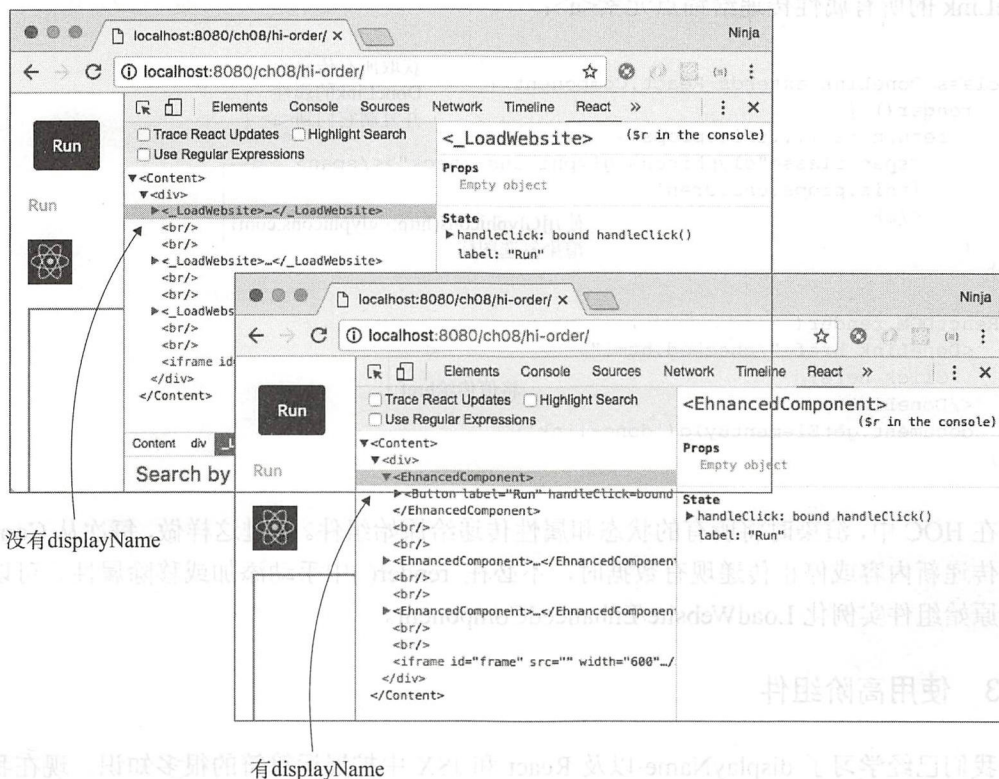 localhost:8080/ch08/hi-order/ ×
Ninja
localhost:8080/ch08/hi-order/
Elements Console Sources Network Timeline React »
Run
Trace React Updates Highlight Search
Use Regular Expressions
▼<Content>
▼<div>
▶<_LoadWebsite>…</_LoadWebsite>
<br/>
<br/>
▶<_LoadWebsite>…</_LoadWebsite>
<br/>
<br/>
▶<_LoadWebs
<br/>
<br/>
<iframe id
</div>
</Content>
<_LoadWebsite>
($r in the console)
Props
Empty object
State
▶handleClick: bound handleClick()
label: "Run"
Run
Content div _L
Search by
没有displayName
localhost:8080/ch08/hi-order/ ×
Ninja
localhost:8080/ch08/hi-order/
Elements Console Sources Network Timeline React »
Run
Trace React Updates Highlight Search
Use Regular Expressions
▼<Content>
▼<div>
▼<EhnancedComponent>
▶<Button label="Run" handleClick=bound
</EhnancedComponent>
<br/>
<br/>
▶<EhnancedComponent>…</EhnancedComponen
<br/>
<br/>
▶<EhnancedComponent>…</EhnancedComponen
<br/>
<br/>
<iframe id="frame" src="" width="600"…/
</div>
</Content>
<EhnancedComponent>
($r in the console)
Props
Empty object
State
▶handleClick: bound handleClick()
label: "Run"
Run
有displayName